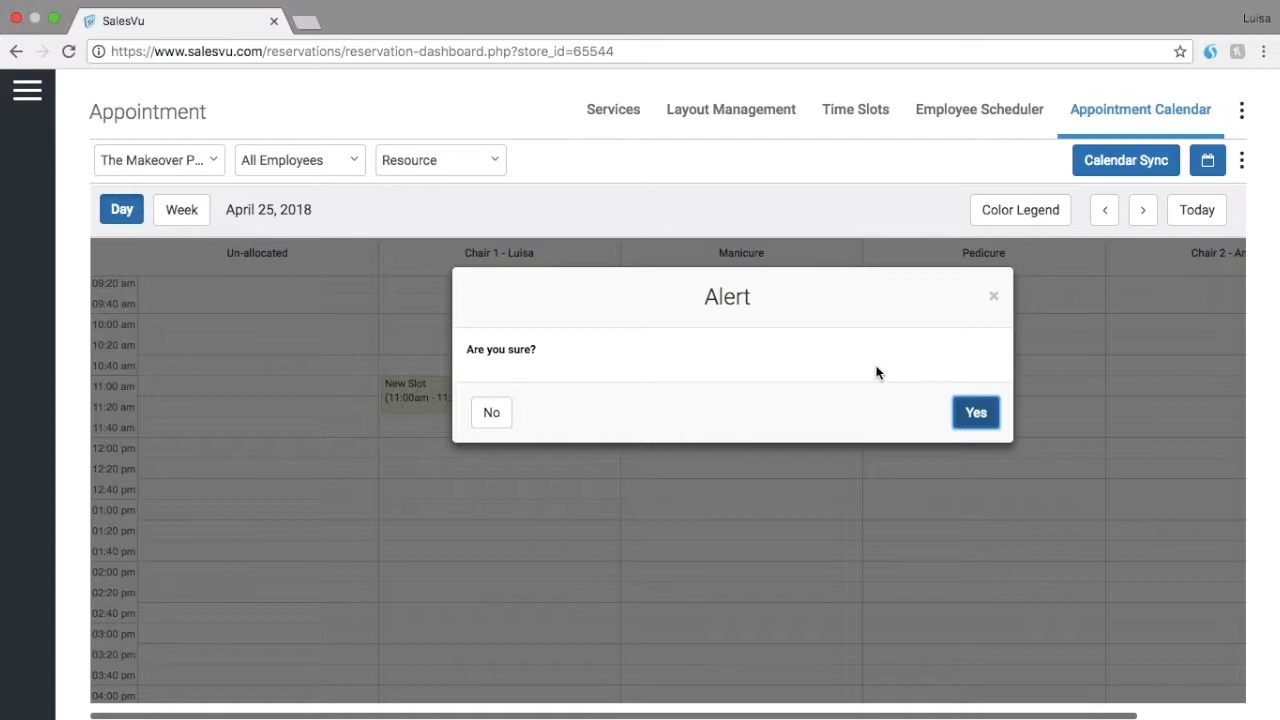 SalesVu
Luisa
https://www.salesvu.com/reservations/reservation-dashboard.php?store_id=65544
Appointment
Services
Layout Management
Time Slots
Employee Scheduler
Appointment Calendar
The Makeover P...
All Employees
Resource
Calendar Sync
Day
Week
April 25, 2018
Color Legend
Today
Un-allocated
Chair 1 - Luisa
Manicure
Pedicure
Chair 2 - An
Alert
Are you sure?
No
Yes
09:20 am
09:40 am
10:00 am
10:20 am
10:40 am
11:00 am
New Slot
(11:00am - 11:
11:20 am
11:40 am
12:00 pm
12:20 pm
12:40 pm
01:00 pm
01:20 pm
01:40 pm
02:00 pm
02:20 pm
02:40 pm
03:00 pm
03:20 pm
03:40 pm
04:00 pm